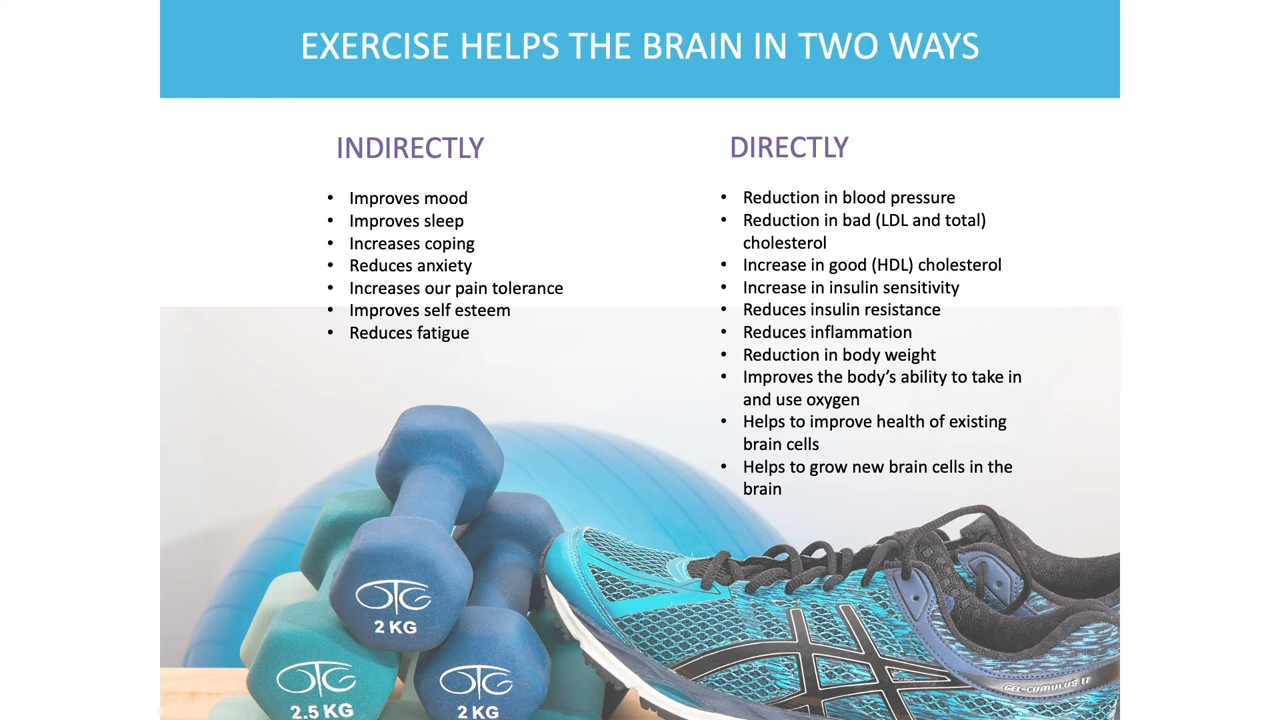 EXERCISE HELPS THE BRAIN IN TWO WAYS
INDIRECTLY
• Improves mood
• Improves sleep
• Increases coping
• Reduces anxiety
• Increases our pain tolerance
• Improves self esteem
• Reduces fatigue
DIRECTLY
• Reduction in blood pressure
• Reduction in bad (LDL and total)
cholesterol
• Increase in good (HDL) cholesterol
• Increase in insulin sensitivity
• Reduces insulin resistance
• Reduces inflammation
• Reduction in body weight
• Improves the body’s ability to take in
and use oxygen
• Helps to improve health of existing
brain cells
• Helps to grow new brain cells in the
brain
OTG
2 KG
OTG
2.5 KG
OTG
2 KG
GEL-CUMULUS